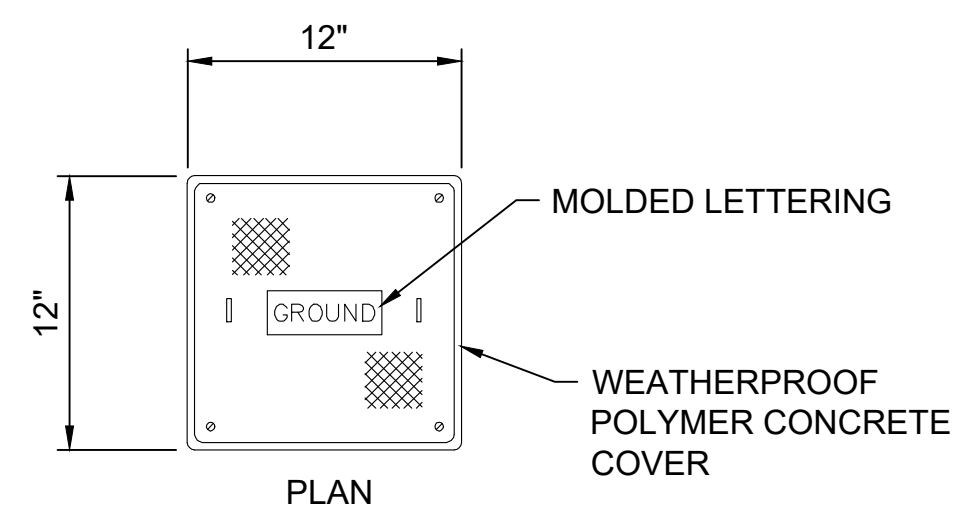 12"
12"
MOLDED LETTERING
GROUND
WEATHERPROOF
POLYMER CONCRETE
COVER
PLAN